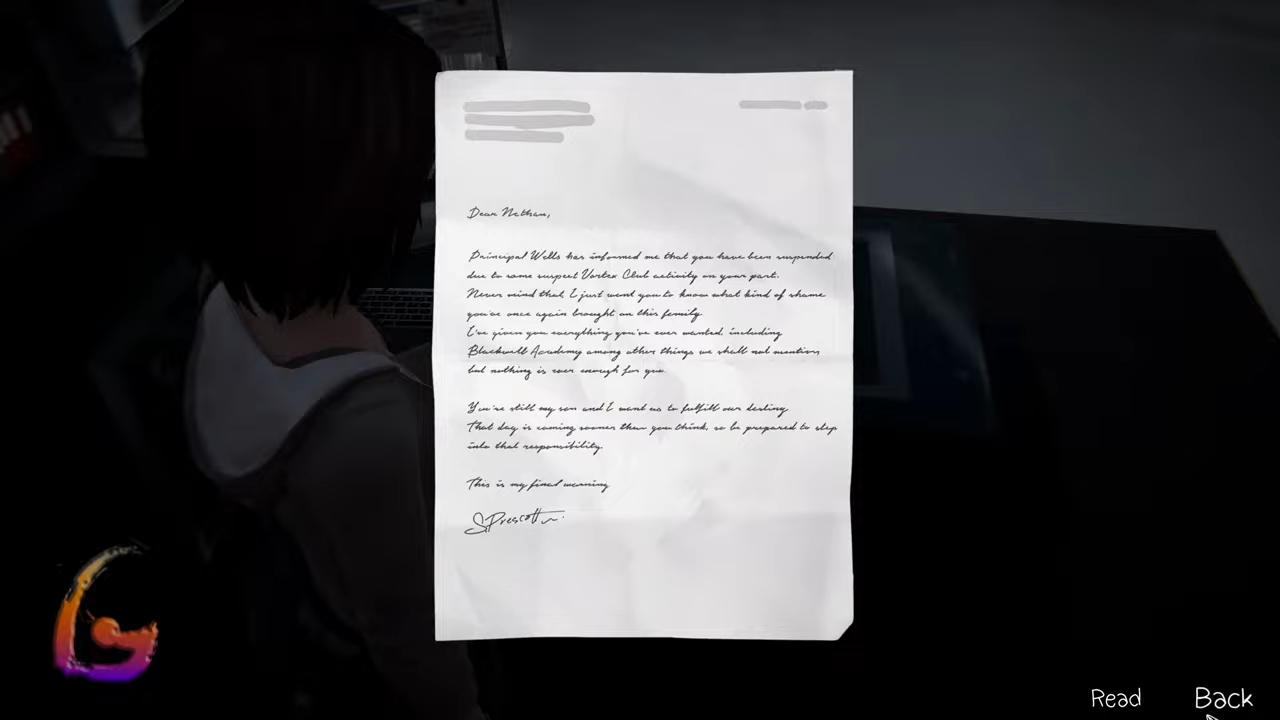 Dear Nathan,
Principal Wells has informed me that you have been suspended
due to some suspect Vortex Club activity on your part.
Never mind that, I just want you to know what kind of shame
you've once again brought on this family.
I've given you everything you've ever wanted, including
Blackwell Academy among other things we shall not mention,
but nothing is ever enough for you.
You're still my son and I want us to fulfill our destiny
That day is coming sooner than you think, so be prepared to step
into that responsibility.
This is my final warning
S.Prescott
Read
Back